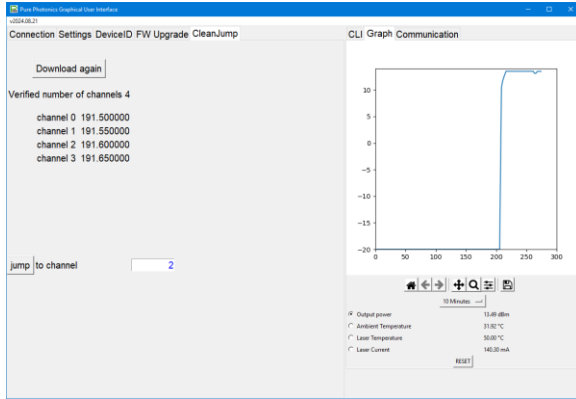 Pure Photonics Graphical User Interface
v2024.08.21
Connection Settings DeviceID FW Upgrade CleanJump
Download again
Verified number of channels 4
channel 0 191.500000
channel 1 191.550000
channel 2 191.600000
channel 3 191.650000
jump to channel 2
CLI Graph Communication
10
5
0
−5
−10
−15
−20
0 50 100 150 200 250 300
10 Minutes
Output power 13.49 dBm
Ambient Temperature 31.92 °C
Laser Temperature 50.00 °C
Laser Current 140.30 mA
RESET